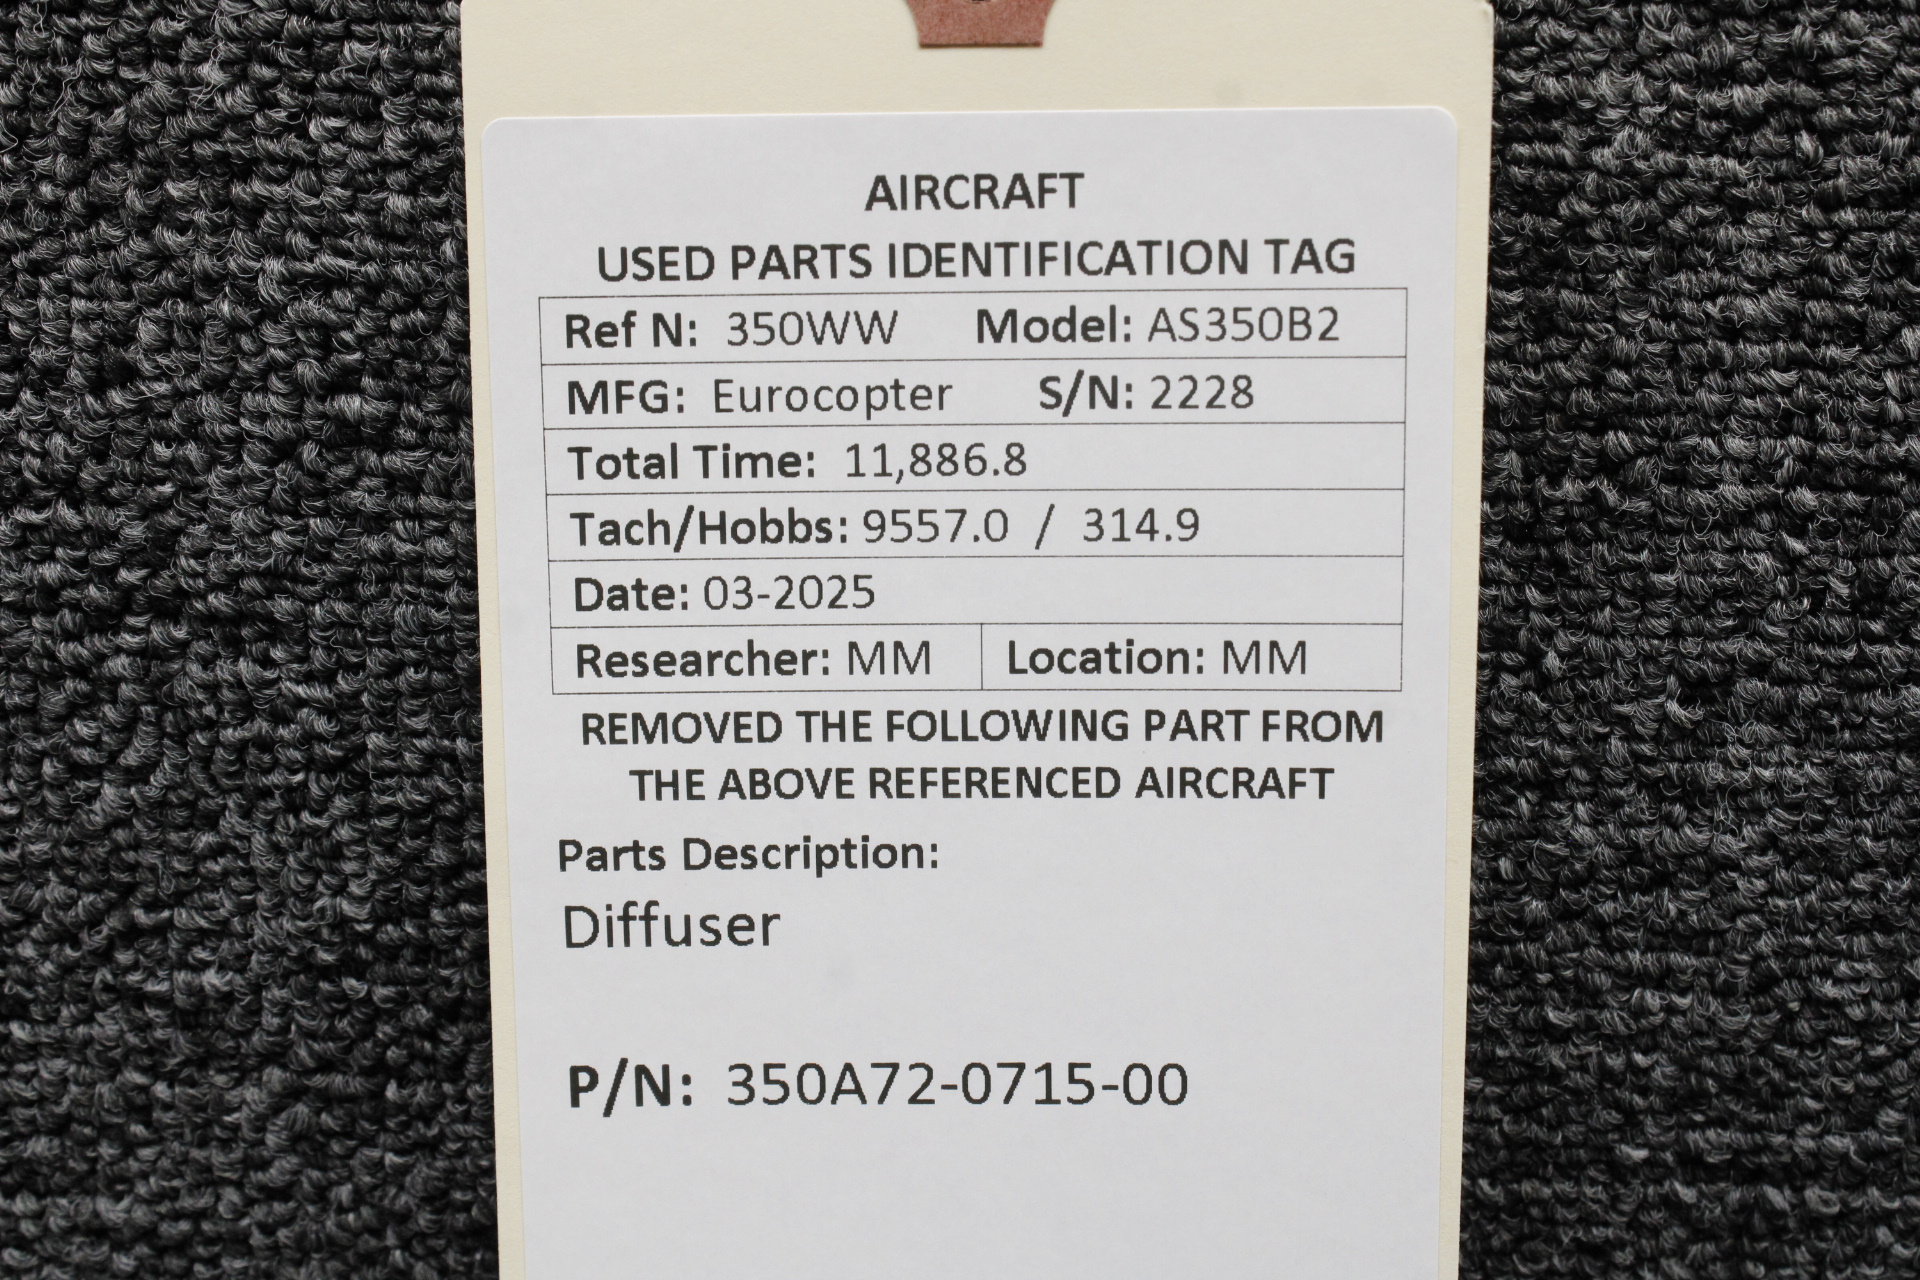 AIRCRAFT
USED PARTS IDENTIFICATION TAG
Ref N: 350WW Model: AS350B2
MFG: Eurocopter S/N: 2228
Total Time: 11,886.8
Tach/Hobbs: 9557.0 / 314.9
Date: 03-2025
Researcher: MM Location: MM
REMOVED THE FOLLOWING PART FROM
THE ABOVE REFERENCED AIRCRAFT
Parts Description:
Diffuser
P/N: 350A72-0715-00